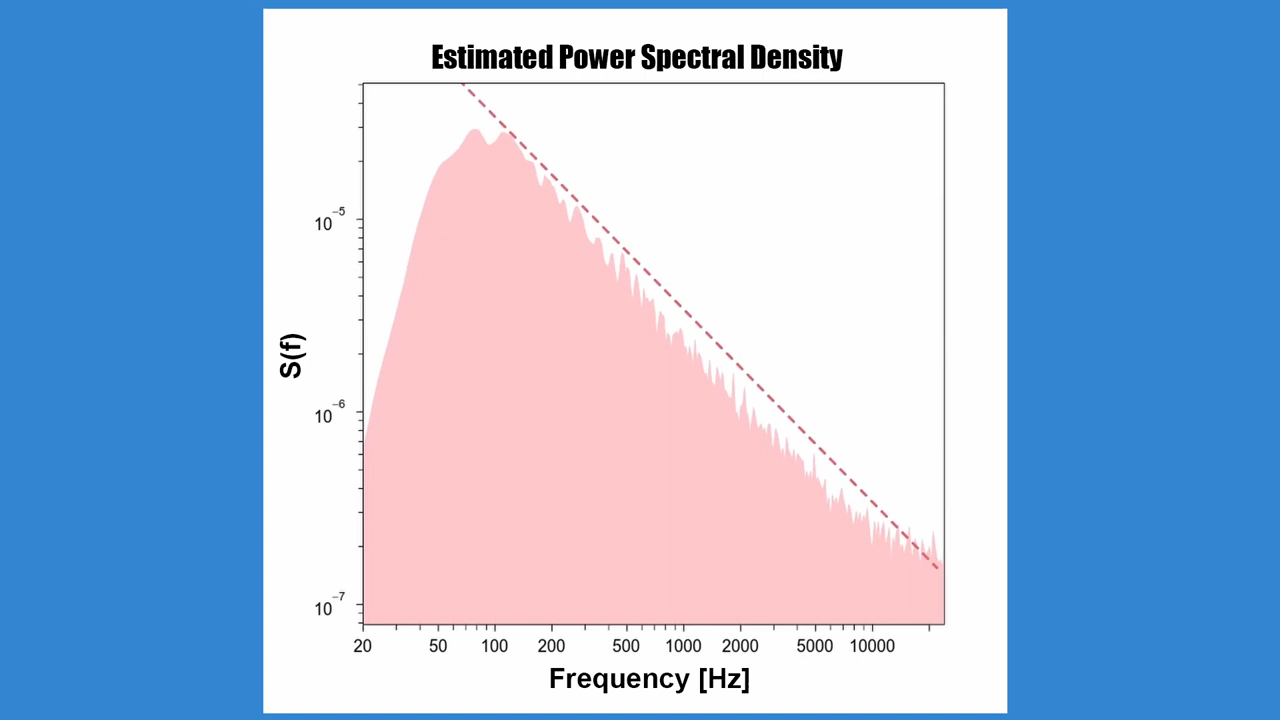 Estimated Power Spectral Density
10⁻⁵
10⁻⁶
10⁻⁷
S(f)
20 50 100 200 500 1000 2000 5000 10000
Frequency [Hz]